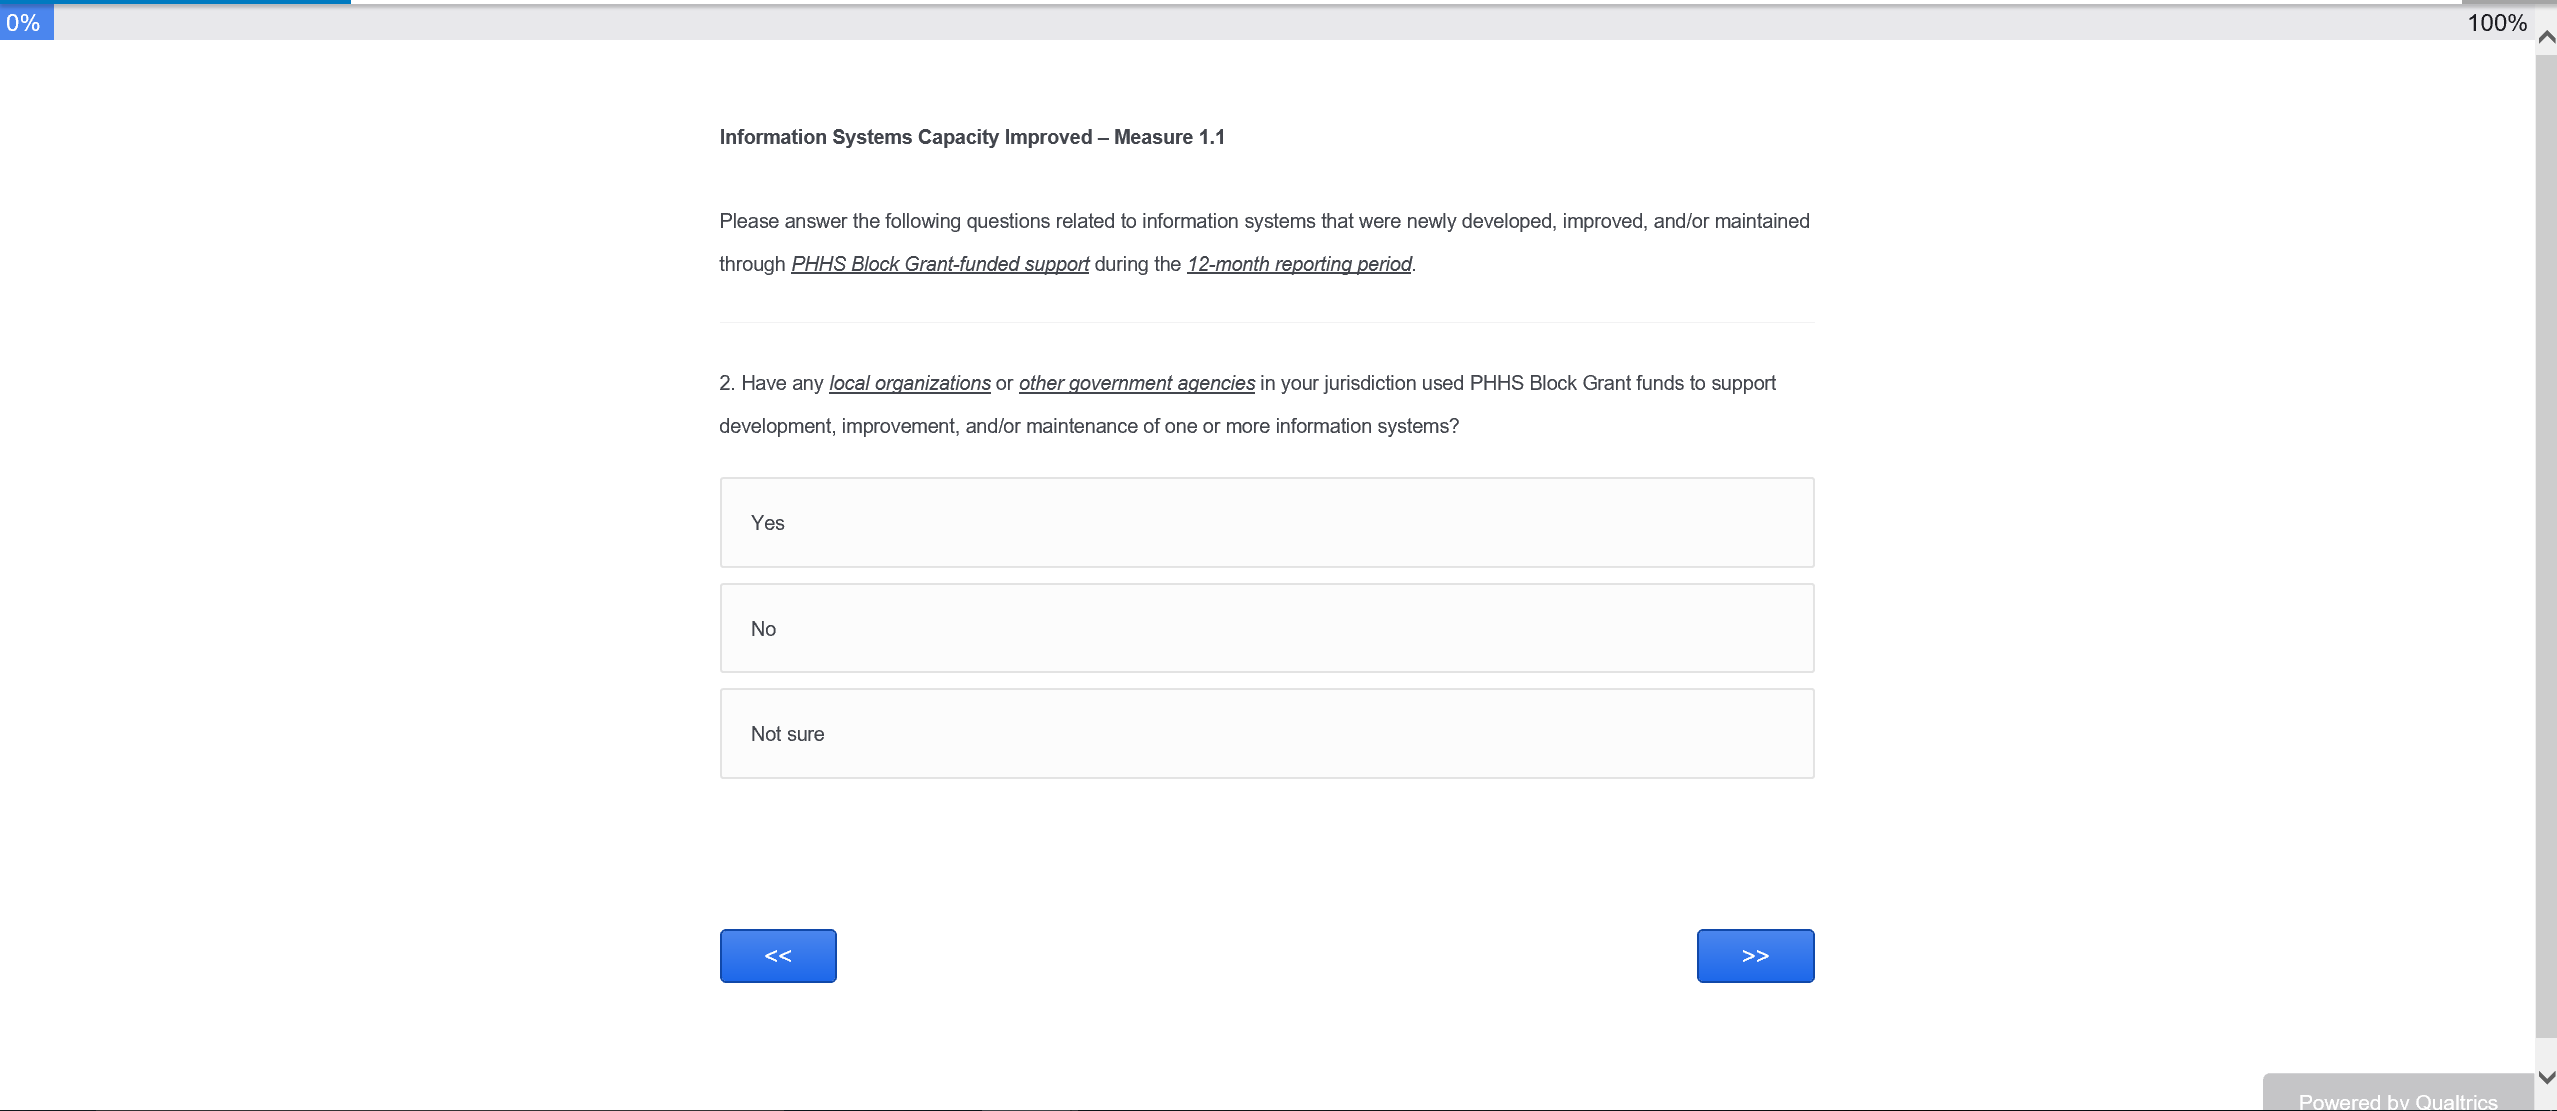 0%
100%
Information Systems Capacity Improved – Measure 1.1
Please answer the following questions related to information systems that were newly developed, improved, and/or maintained
through PHHS Block Grant-funded support during the 12-month reporting period.
2. Have any local organizations or other government agencies in your jurisdiction used PHHS Block Grant funds to support
development, improvement, and/or maintenance of one or more information systems?
Yes
No
Not sure
<<
>>
Powered by Qualtrics